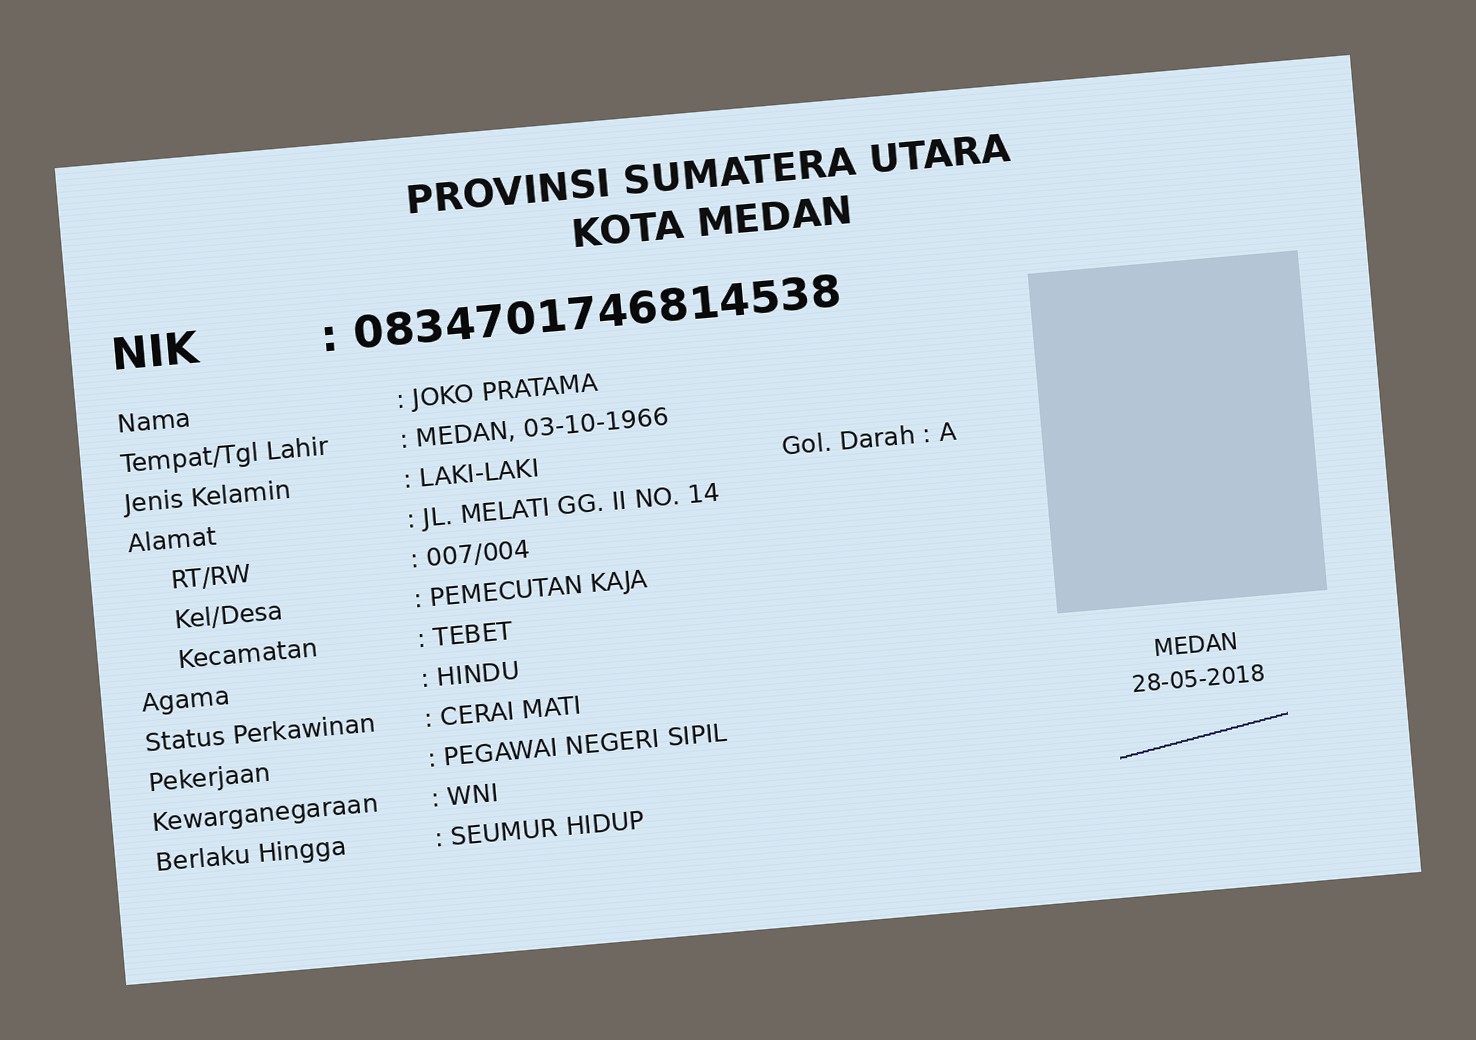 PROVINSI SUMATERA UTARA
KOTA MEDAN
NIK : 0834701746814538
Nama : JOKO PRATAMA
Tempat/Tgl Lahir : MEDAN, 03-10-1966
Jenis Kelamin : LAKI-LAKI Gol. Darah : A
Alamat : JL. MELATI GG. II NO. 14
RT/RW : 007/004
Kel/Desa : PEMECUTAN KAJA
Kecamatan : TEBET
Agama : HINDU
Status Perkawinan : CERAI MATI
Pekerjaan : PEGAWAI NEGERI SIPIL
Kewarganegaraan : WNI
Berlaku Hingga : SEUMUR HIDUP
MEDAN
28-05-2018